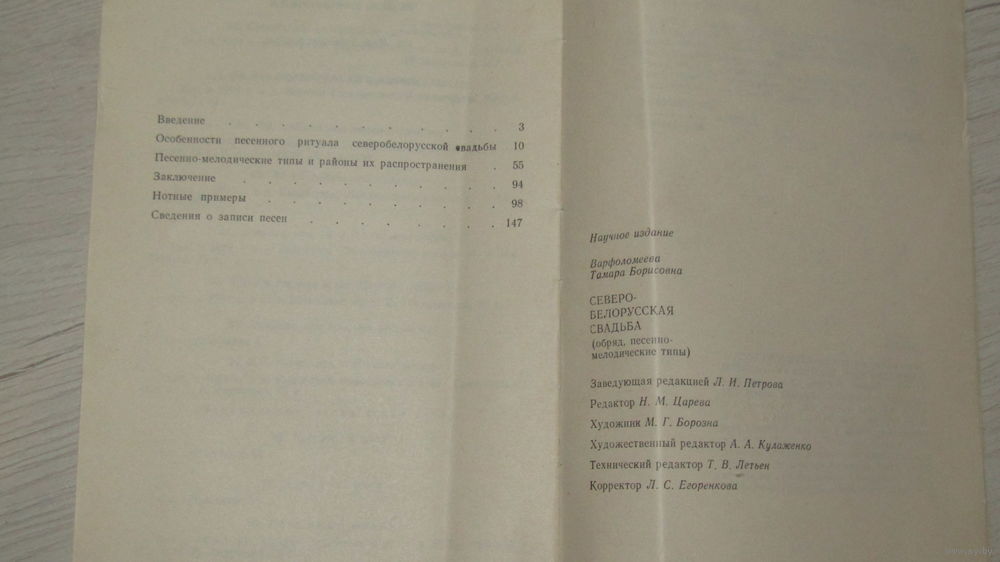 Введение . . . . . . . . . . . 3
Особенности песенного ритуала северобелорусской свадьбы 10
Песенно-мелодические типы и районы их распространения . 55
Заключение . . . . . . . . . . 94
Нотные примеры . . . . . . . . . 98
Сведения о записи песен . . . . . . . . 147
Научное издание
Варфоломеева
Тамара Борисовна
СЕВЕРО-
БЕЛОРУССКАЯ
СВАДЬБА
(обряд, песенно-
мелодические типы)
Заведующая редакцией Л. И. Петрова
Редактор Н. М. Царева
Художник М. Г. Борозна
Художественный редактор А. А. Кулаженко
Технический редактор Т. В. Летьен
Корректор Л. С. Егоренкова